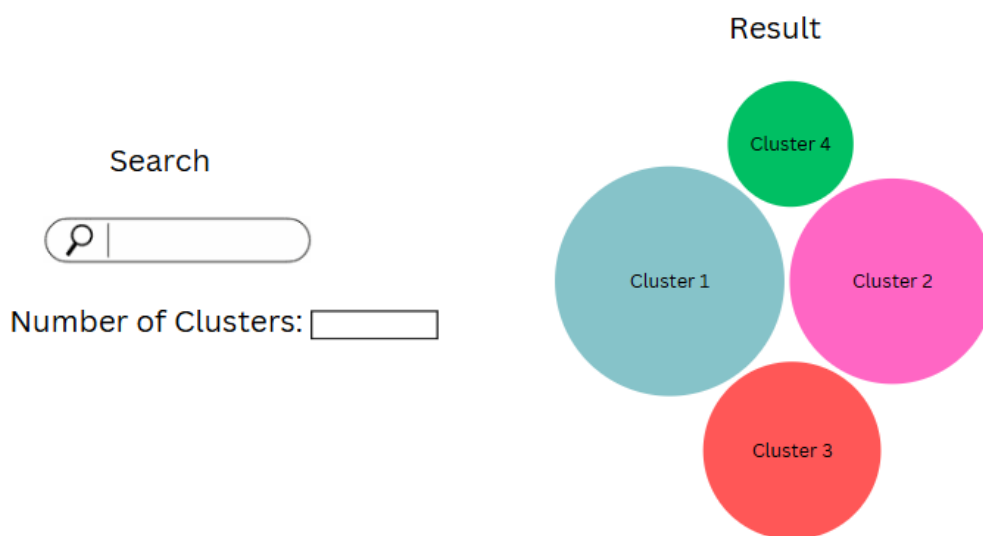 Search
Number of Clusters:
Result
Cluster 4
Cluster 1
Cluster 2
Cluster 3